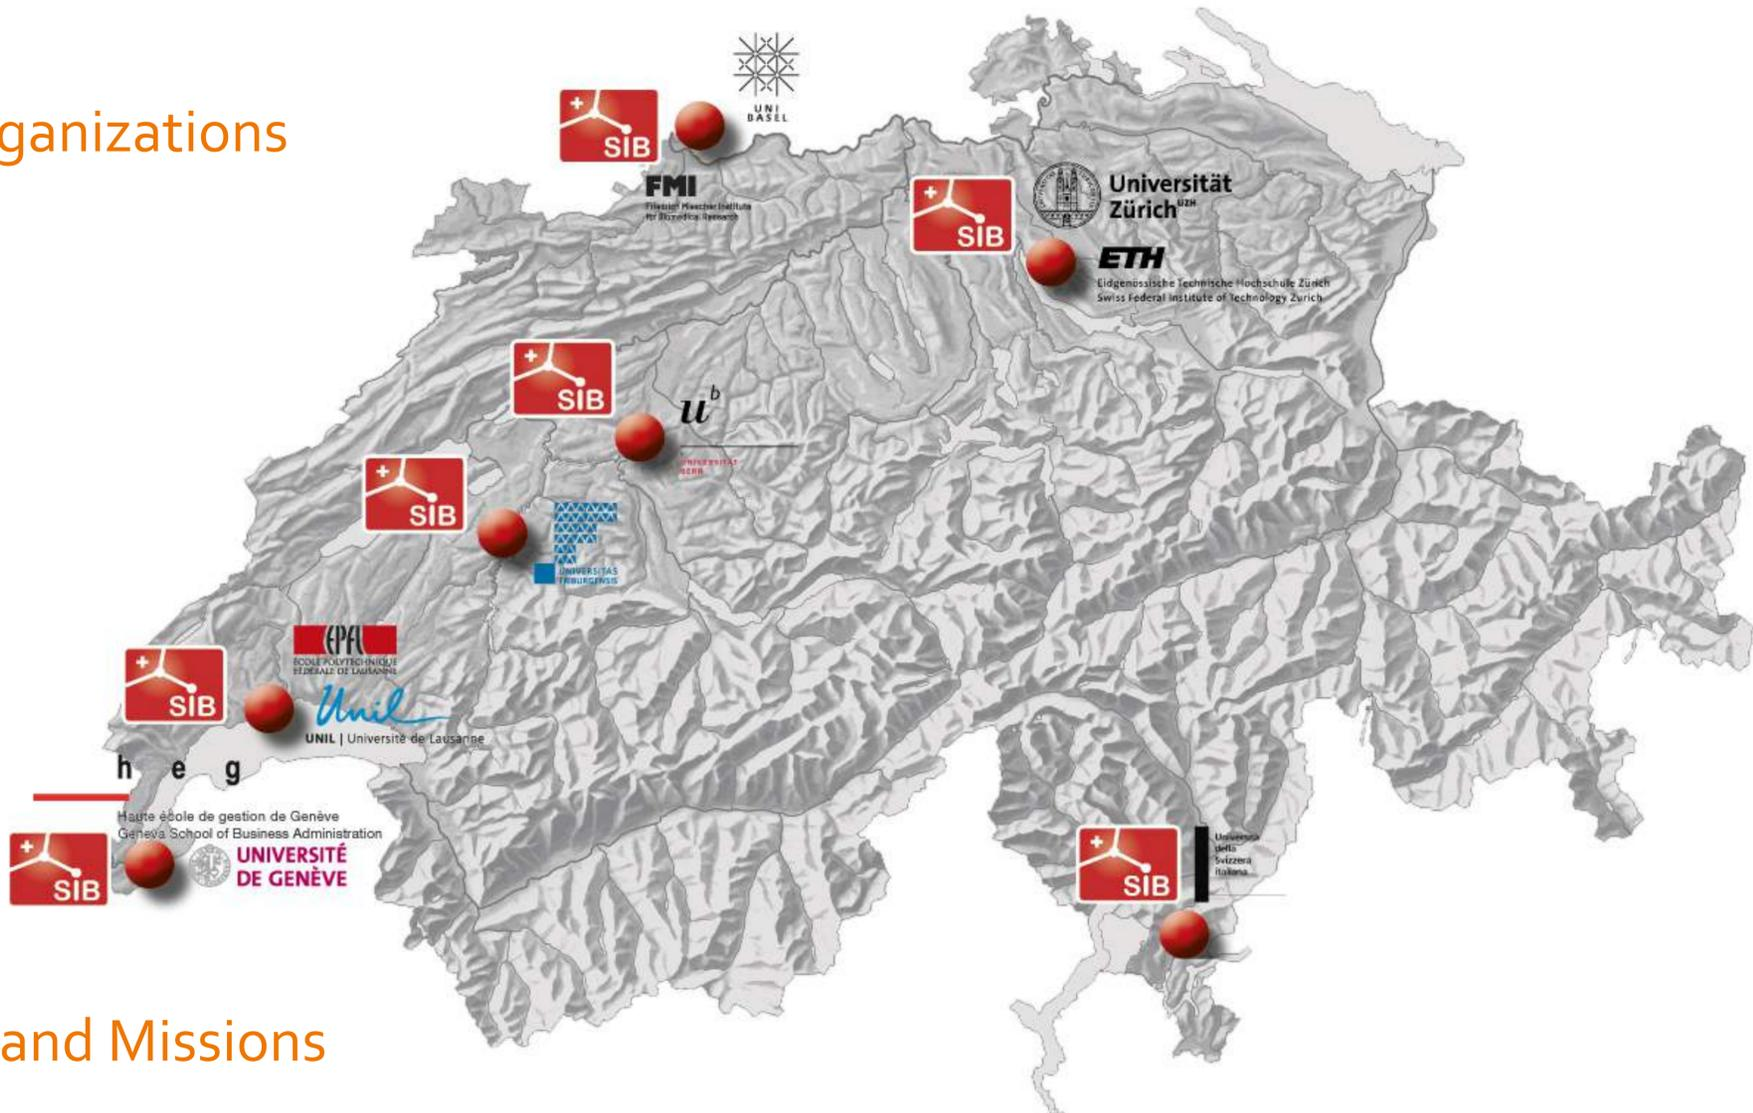 ganizations
UNI
BASEL
SIB
FMI
Friedrich Miescher Institute
for Biomedical Research
SIB
Universität
Zürich UZH
ETH
Eidgenössische Technische Hochschule Zürich
Swiss Federal Institute of Technology Zurich
SIB
u b
UNIVERSITÄT
BERN
SIB
UNIVERSITAS
FRIBURGENSIS
EPFL
ÉCOLE POLYTECHNIQUE
FÉDÉRALE DE LAUSANNE
SIB
Unil
UNIL | Université de Lausanne
h e g
Haute école de gestion de Genève
Geneva School of Business Administration
SIB
UNIVERSITÉ
DE GENÈVE
SIB
Università
della
Svizzera
italiana
and Missions